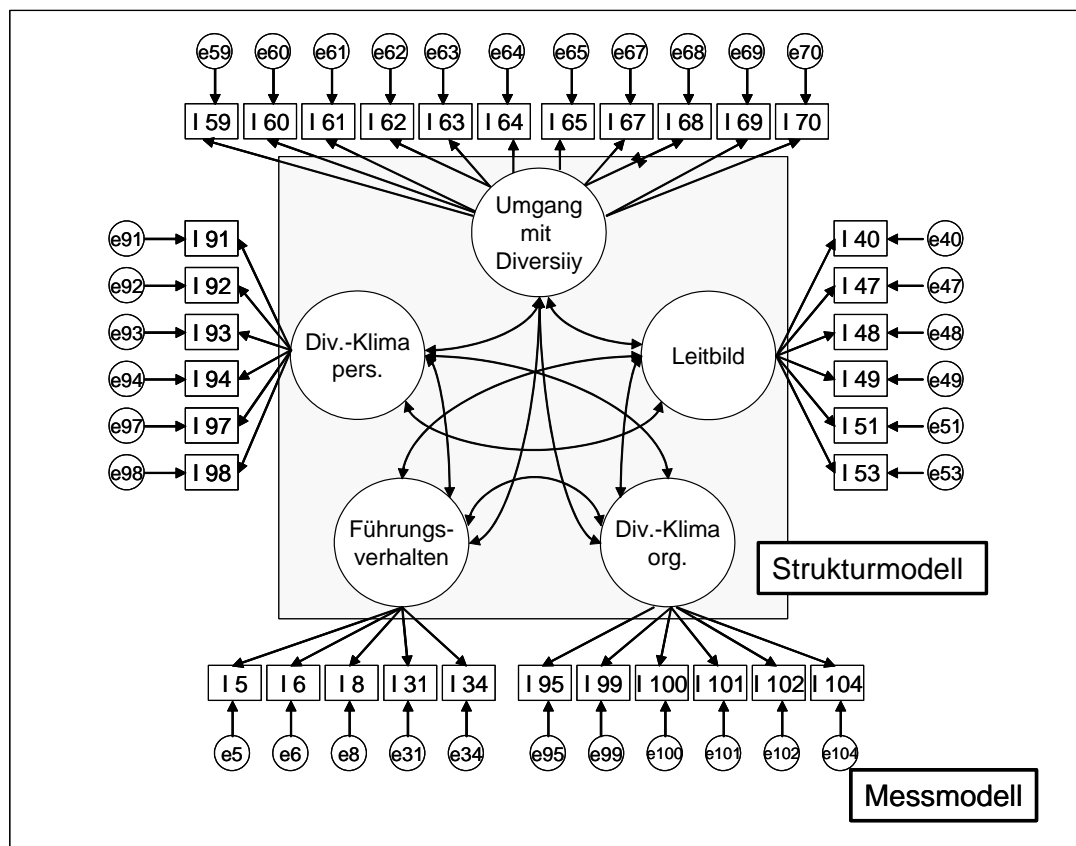 e59 e60 e61 e62 e63 e64 e65 e67 e68 e69 e70
I 59 I 60 I 61 I 62 I 63 I 64 I 65 I 67 I 68 I 69 I 70
Umgang
mit
Diversiiy
e91 I 91
e92 I 92
e93 I 93
e94 I 94
e97 I 97
e98 I 98
Div.-Klima
pers.
Leitbild
I 40 e40
I 47 e47
I 48 e48
I 49 e49
I 51 e51
I 53 e53
Führungs-
verhalten
Div.-Klima
org.
Strukturmodell
I 5 I 6 I 8 I 31 I 34 I 95 I 99 I 100 I 101 I 102 I 104
e5 e6 e8 e31 e34 e95 e99 e100 e101 e102 e104
Messmodell